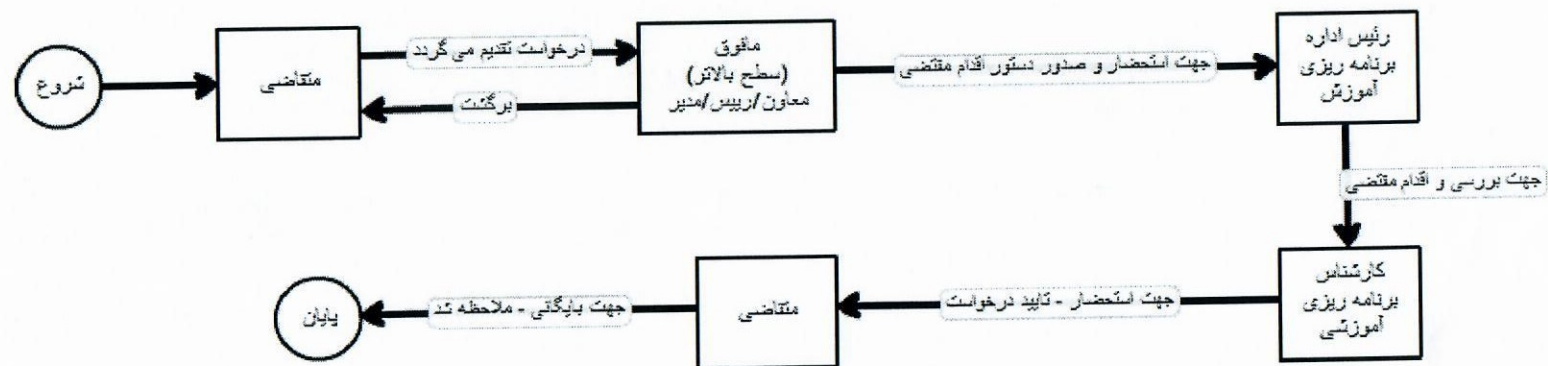 شروع
متقاضی
درخواست تقدیم می گردد
برگشت
مافوق
(سطح بالاتر)
معاون/رییس/مدیر
جهت استحضار و صدور دستور اقدام مقتضی
رئیس اداره
برنامه ریزی
آموزش
جهت بررسی و اقدام مقتضی
کارشناس
برنامه ریزی
آموزشی
جهت استحضار - تایید درخواست
متقاضی
جهت بایگانی - ملاحظه شد
پایان